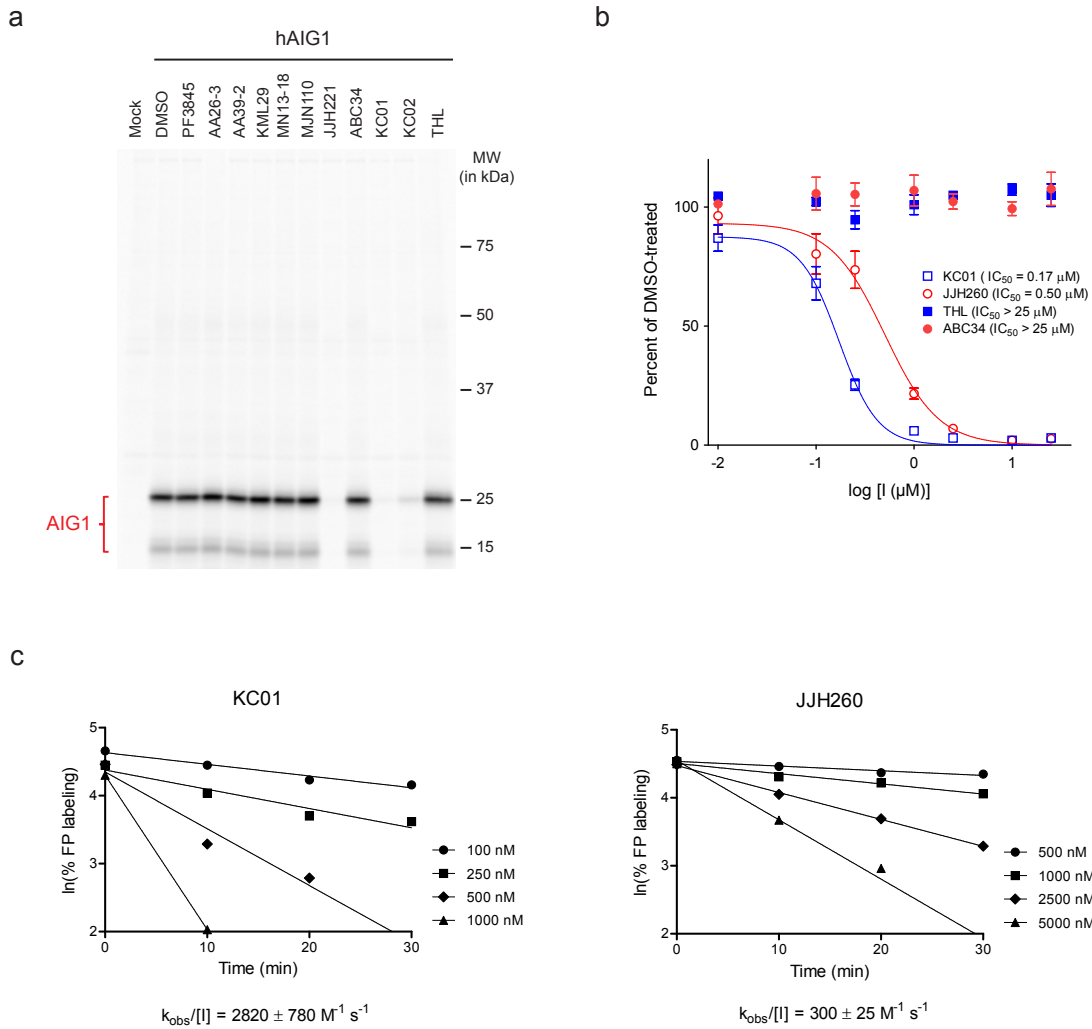 a
hAIG1
Mock
DMSO
PF3845
AA26-3
AA39-2
KML29
MN13-18
MJN110
JJH221
ABC34
KC01
KC02
THL
MW
(in kDa)
75
50
37
25
15
AIG1
b
Percent of DMSO-treated
100
50
0
-2
-1
0
1
log [I (μM)]
KC01 ( IC50 = 0.17 μM)
JJH260 (IC50 = 0.50 μM)
THL (IC50 > 25 μM)
ABC34 (IC50 > 25 μM)
c
KC01
ln(% FP labeling)
5
4
3
2
0
10
20
30
Time (min)
100 nM
250 nM
500 nM
1000 nM
kobs/[I] = 2820 ± 780 M-1 s-1
JJH260
ln(% FP labeling)
5
4
3
2
0
10
20
30
Time (min)
500 nM
1000 nM
2500 nM
5000 nM
kobs/[I] = 300 ± 25 M-1 s-1